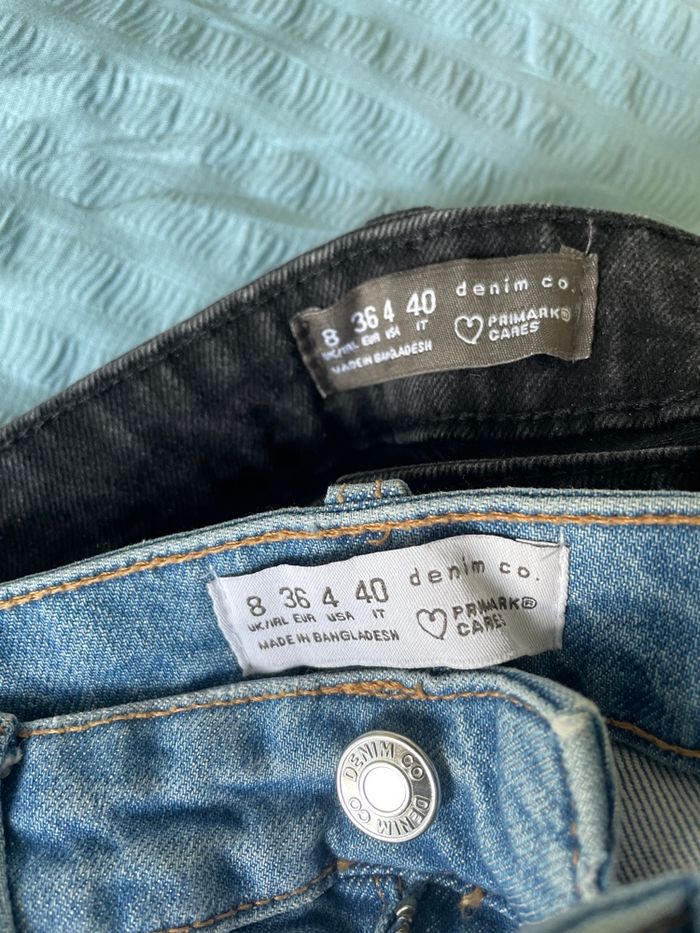 8 36 4 40 denim co.
UK/IRL EUR USA IT
MADE IN BANGLADESH
PRIMARK®
CARES
8 36 4 40 denim co.
UK/IRL EUR USA IT
MADE IN BANGLADESH
PRIMARK®
CARES
DENIM CO
DENIM CO